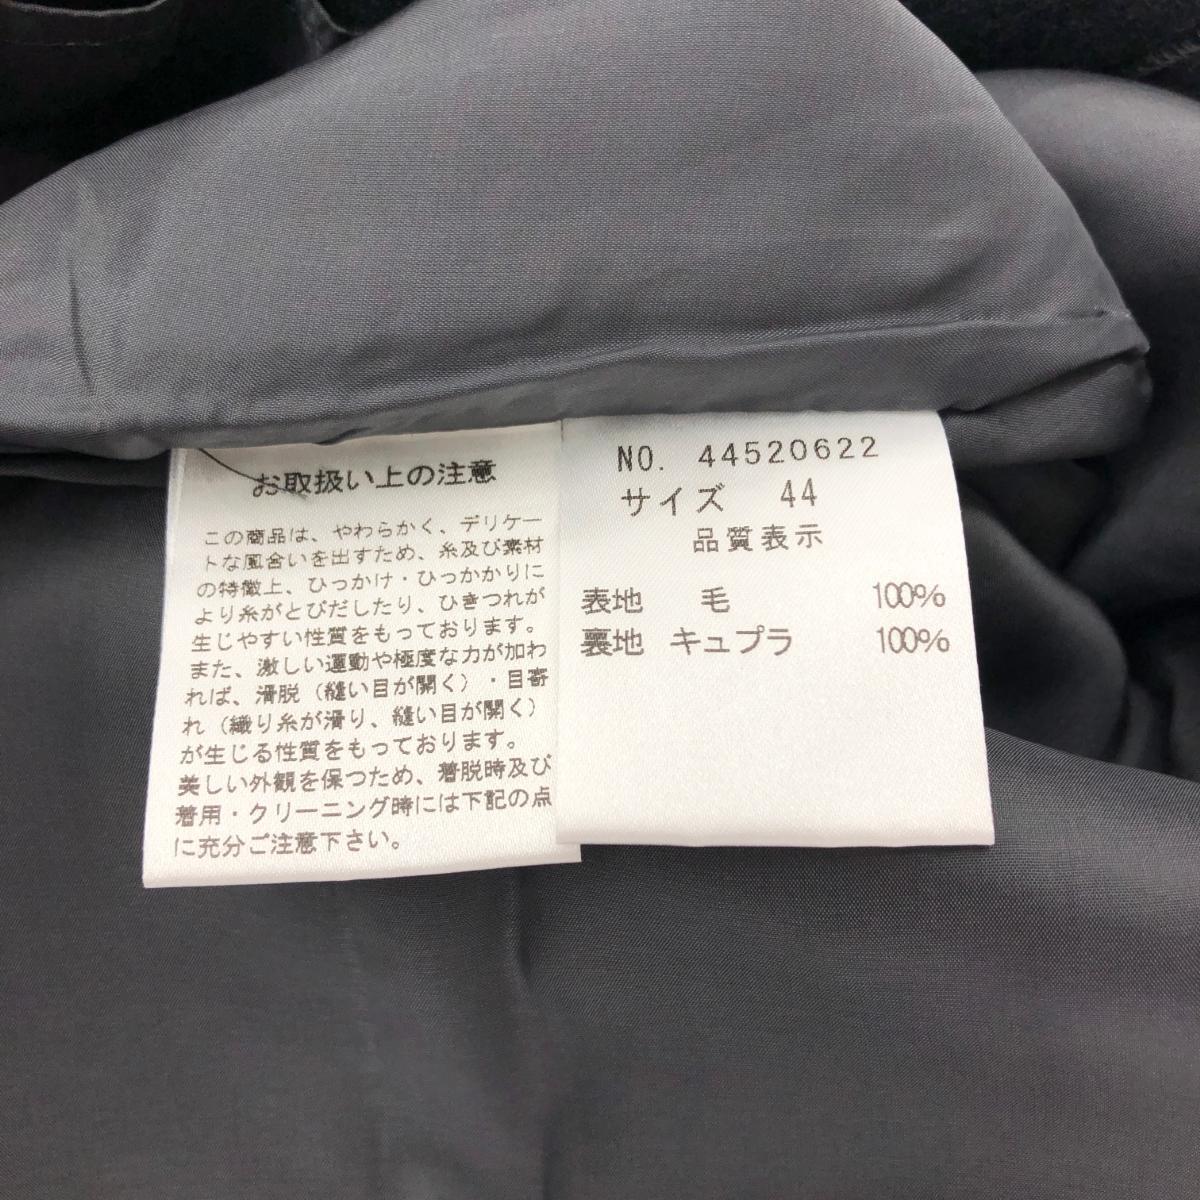 お取扱い上の注意
この商品は、やわらかく、デリケー
トな風合いを出すため、糸及び素材
の特徴上、ひっかけ・ひっかかりに
より糸がとびだしたり、ひきつれが
生じやすい性質をもっております。
また、激しい運動や極度な力が加わ
れば、滑脱（縫い目が開く）・目寄
れ（織り糸が滑り、縫い目が開く）
が生じる性質をもっております。
美しい外観を保つため、着脱時及び
着用・クリーニング時には下記の点
に充分ご注意下さい。
NO. 44520622
サイズ 44
品質表示
表地 毛 100%
裏地 キュプラ 100%